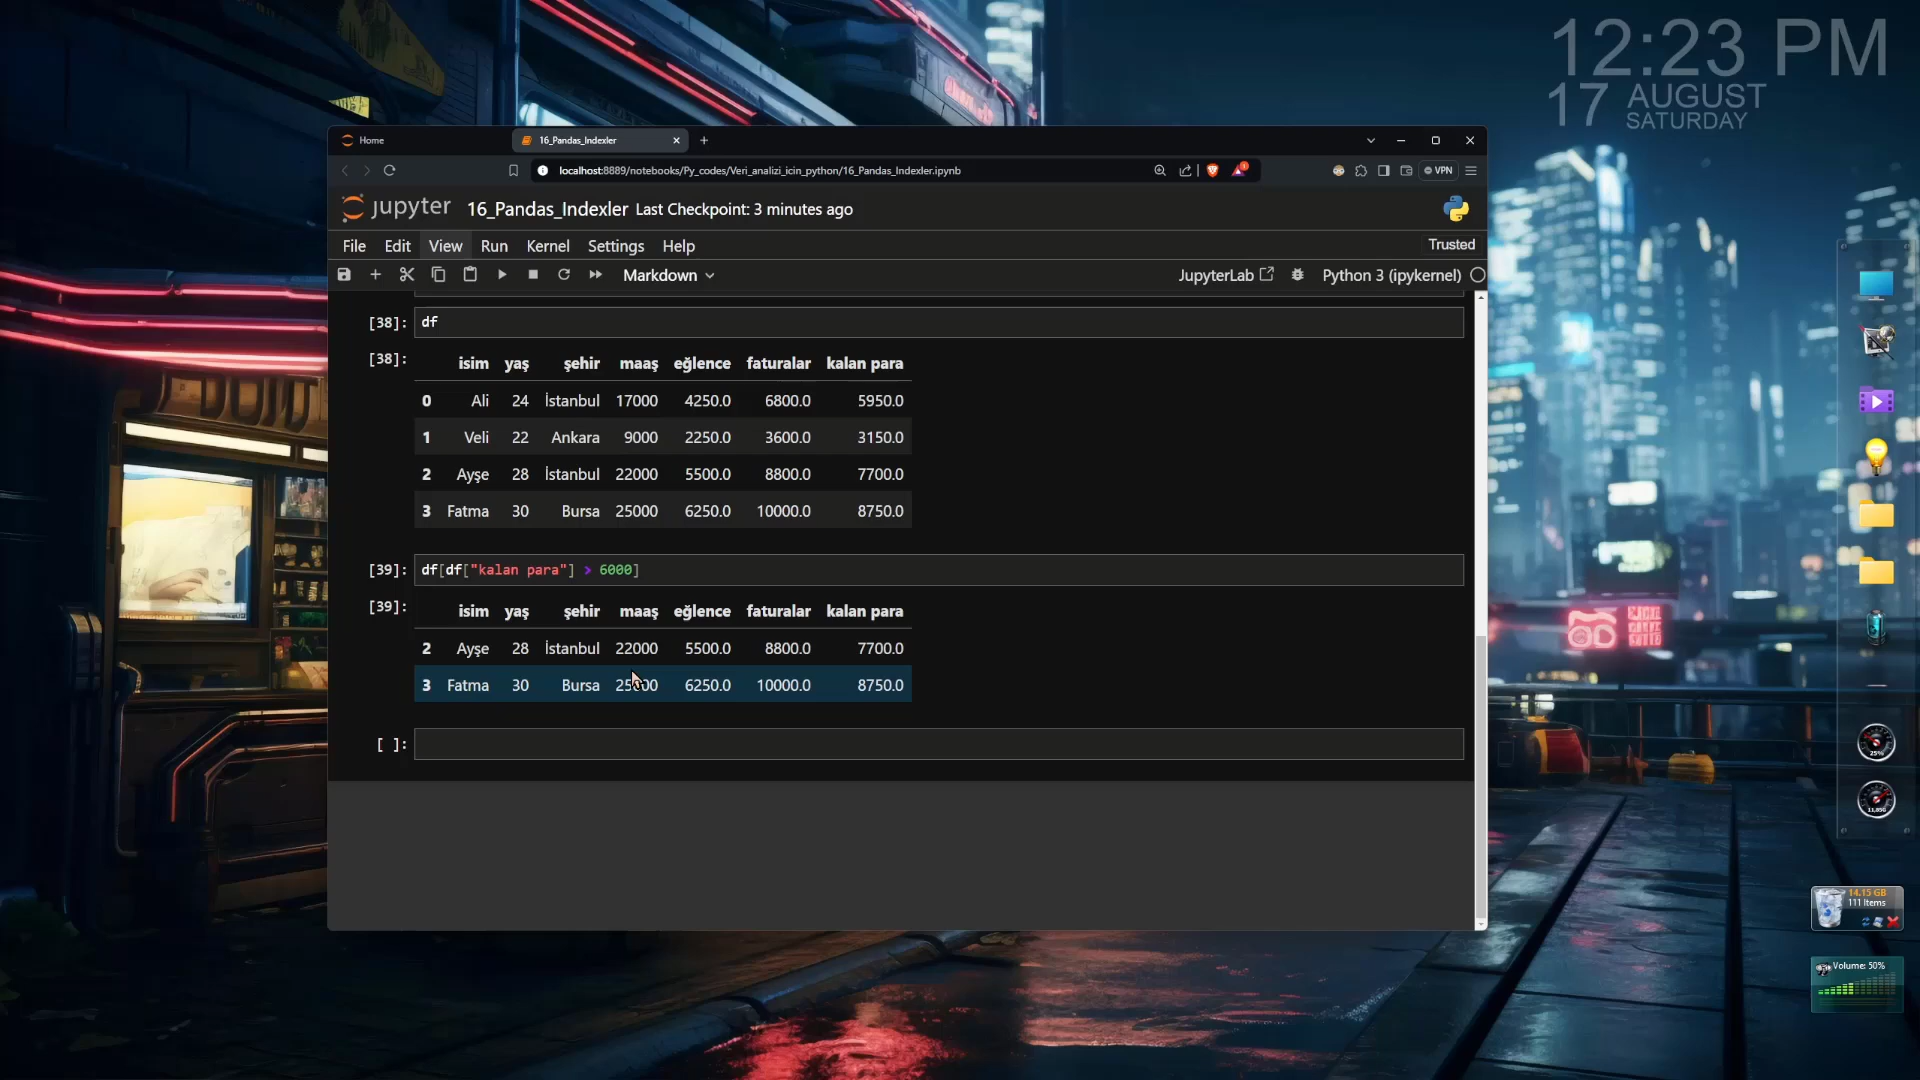 12:23 PM
17 AUGUST
SATURDAY
Home
16_Pandas_Indexler
localhost:8889/notebooks/Py_codes/Veri_analizi_icin_python/16_Pandas_Indexler.ipynb
1
VPN
jupyter 16_Pandas_Indexler Last Checkpoint: 3 minutes ago
File Edit View Run Kernel Settings Help Trusted
Markdown JupyterLab Python 3 (ipykernel)
[38]: df
[38]: isim yaş şehir maaş eğlence faturalar kalan para
0 Ali 24 İstanbul 17000 4250.0 6800.0 5950.0
1 Veli 22 Ankara 9000 2250.0 3600.0 3150.0
2 Ayşe 28 İstanbul 22000 5500.0 8800.0 7700.0
3 Fatma 30 Bursa 25000 6250.0 10000.0 8750.0
[39]: df[df["kalan para"] > 6000]
[39]: isim yaş şehir maaş eğlence faturalar kalan para
2 Ayşe 28 İstanbul 22000 5500.0 8800.0 7700.0
3 Fatma 30 Bursa 25000 6250.0 10000.0 8750.0
[ ]:
25%
14.15 GB
111 Items
Volume: 50%